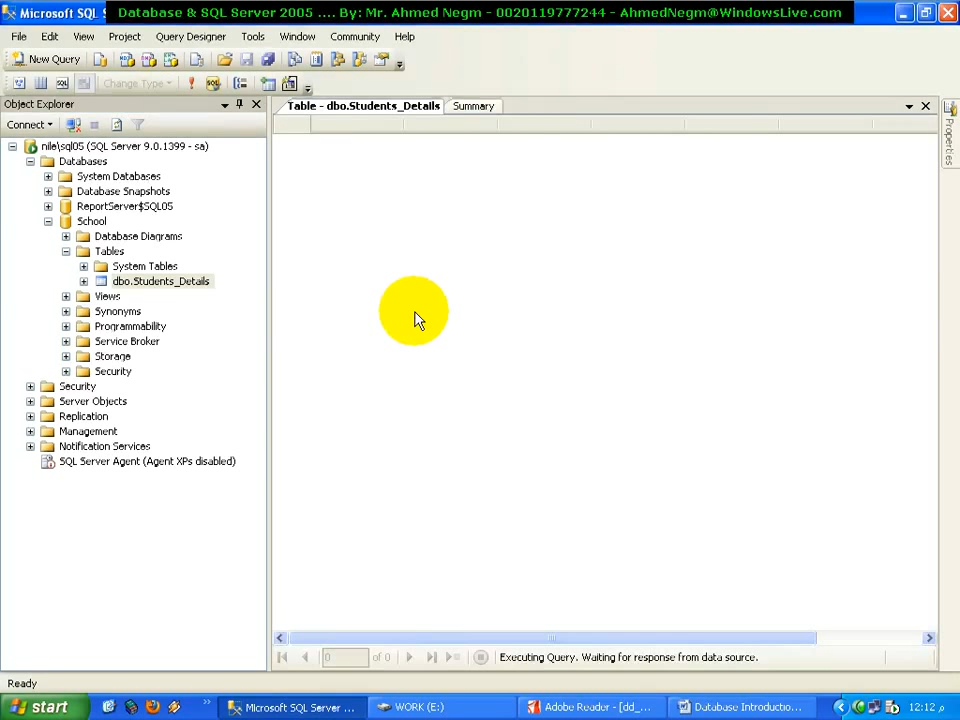 Microsoft SQL S
Database & SQL Server 2005 .... By: Mr. Ahmed Negm - 0020119777244 - AhmedNegm@WindowsLive.com
File Edit View Project Query Designer Tools Window Community Help
New Query
Change Type
Object Explorer
Table - dbo.Students_Details Summary
Connect
Properties
nile\sql05 (SQL Server 9.0.1399 - sa)
Databases
System Databases
Database Snapshots
ReportServer$SQL05
School
Database Diagrams
Tables
System Tables
dbo.Students_Details
Views
Synonyms
Programmability
Service Broker
Storage
Security
Security
Server Objects
Replication
Management
Notification Services
SQL Server Agent (Agent XPs disabled)
0 of 0 Executing Query. Waiting for response from data source.
Ready
start Microsoft SQL Server ... WORK (E:) Adobe Reader - [dd_... Database Introductio... 12:12 م